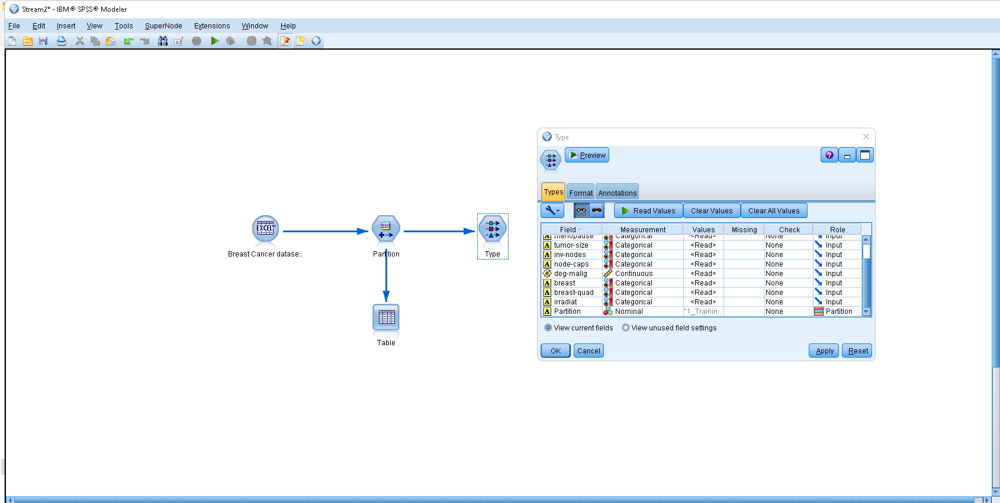 Stream2* - IBM® SPSS® Modeler
File Edit Insert View Tools SuperNode Extensions Window Help
EXCEL™
Breast Cancer datase..
Partition
Type
Table
Type
Preview
Types Format Annotations
Read Values Clear Values Clear All Values
Field Measurement Values Missing Check Role
menopause Categorical <Read> None Input
tumor-size Categorical <Read> None Input
inv-nodes Categorical <Read> None Input
node-caps Categorical <Read> None Input
deg-malig Continuous <Read> None Input
breast Categorical <Read> None Input
breast-quad Categorical <Read> None Input
irradiat Categorical <Read> None Input
Partition Nominal "1_Trainin... None Partition
View current fields View unused field settings
OK Cancel Apply Reset